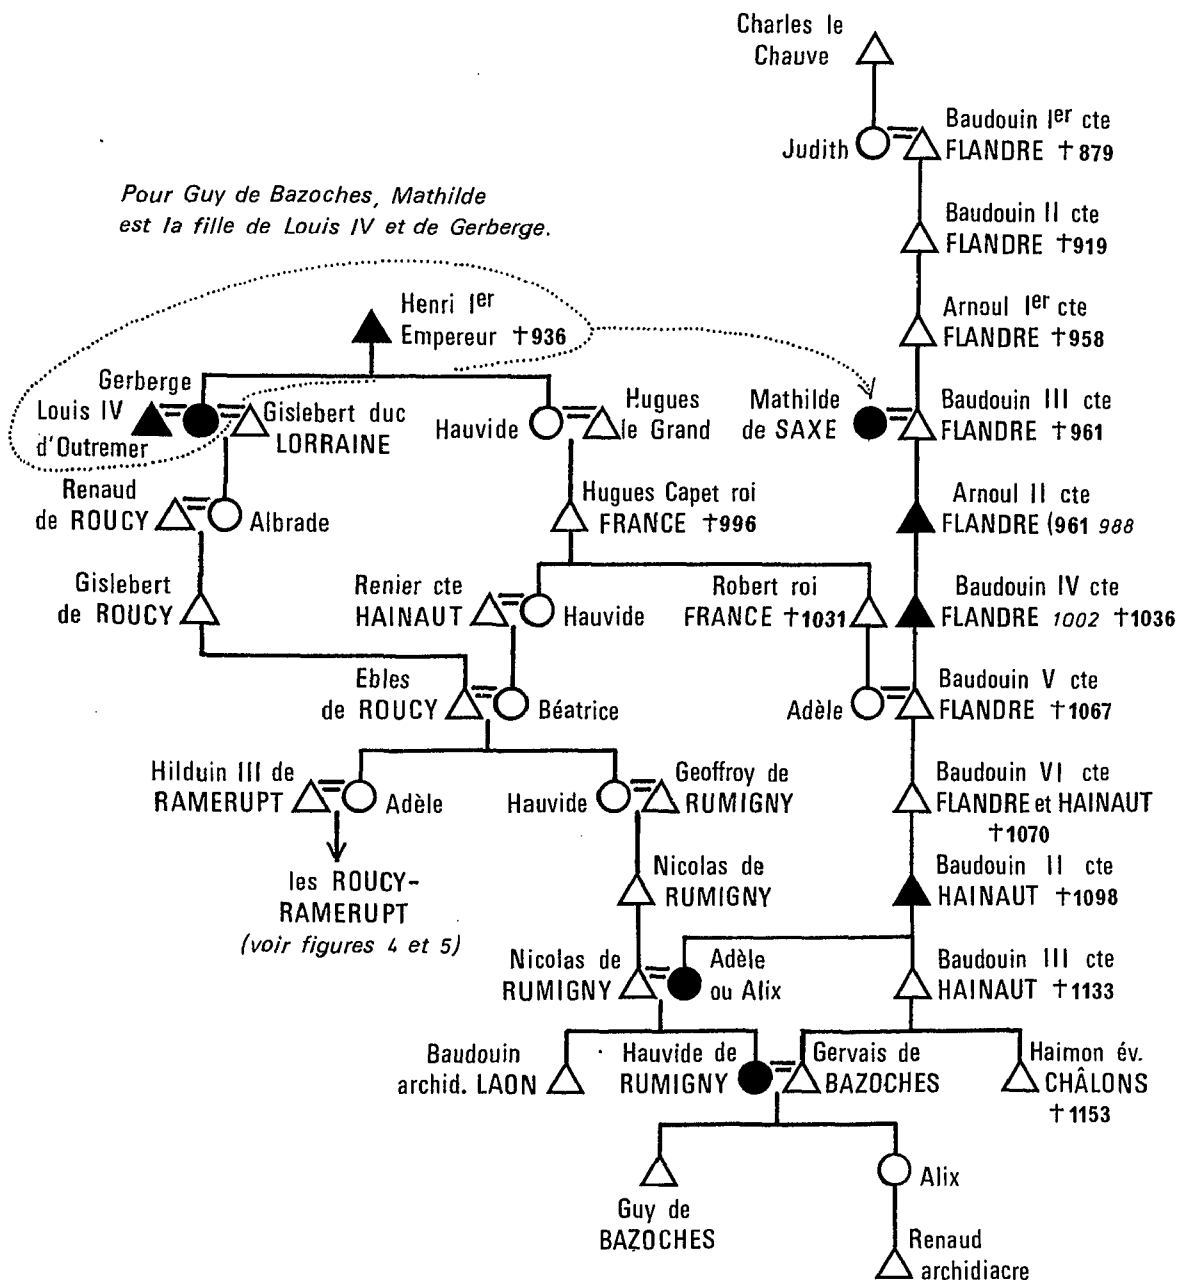 Charles le
Chauve
Judith
Baudouin Ier cte
FLANDRE †879
Pour Guy de Bazoches, Mathilde
est la fille de Louis IV et de Gerberge.
Baudouin II cte
FLANDRE †919
Henri Ier
Empereur †936
Arnoul Ier cte
FLANDRE †958
Gerberge
Louis IV
d'Outremer
Gislebert duc
LORRAINE
Hauvide
Hugues
le Grand
Mathilde
de SAXE
Baudouin III cte
FLANDRE †961
Renaud
de ROUCY
Albrade
Hugues Capet roi
FRANCE †996
Arnoul II cte
FLANDRE (961 988
Gislebert
de ROUCY
Renier cte
HAINAUT
Hauvide
Robert roi
FRANCE †1031
Baudouin IV cte
FLANDRE 1002 †1036
Ebles
de ROUCY
Béatrice
Adèle
Baudouin V cte
FLANDRE †1067
Hilduin III de
RAMERUPT
Adèle
Hauvide
Geoffroy de
RUMIGNY
Baudouin VI cte
FLANDRE et HAINAUT
†1070
les ROUCY-
RAMERUPT
(voir figures 4 et 5)
Nicolas de
RUMIGNY
Baudouin II cte
HAINAUT †1098
Nicolas de
RUMIGNY
Adèle
ou Alix
Baudouin III cte
HAINAUT †1133
Baudouin
archid. LAON
Hauvide de
RUMIGNY
Gervais de
BAZOCHES
Haimon év.
CHÂLONS
†1153
Guy de
BAZOCHES
Alix
Renaud
archidiacre